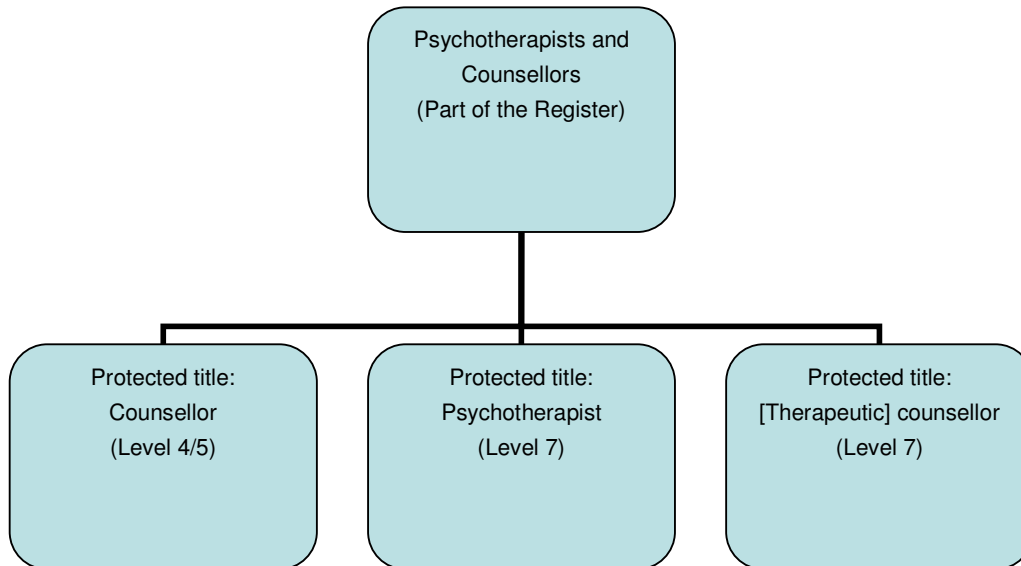 Psychotherapists and
Counsellors
(Part of the Register)
Protected title:
Counsellor
(Level 4/5)
Protected title:
Psychotherapist
(Level 7)
Protected title:
[Therapeutic] counsellor
(Level 7)